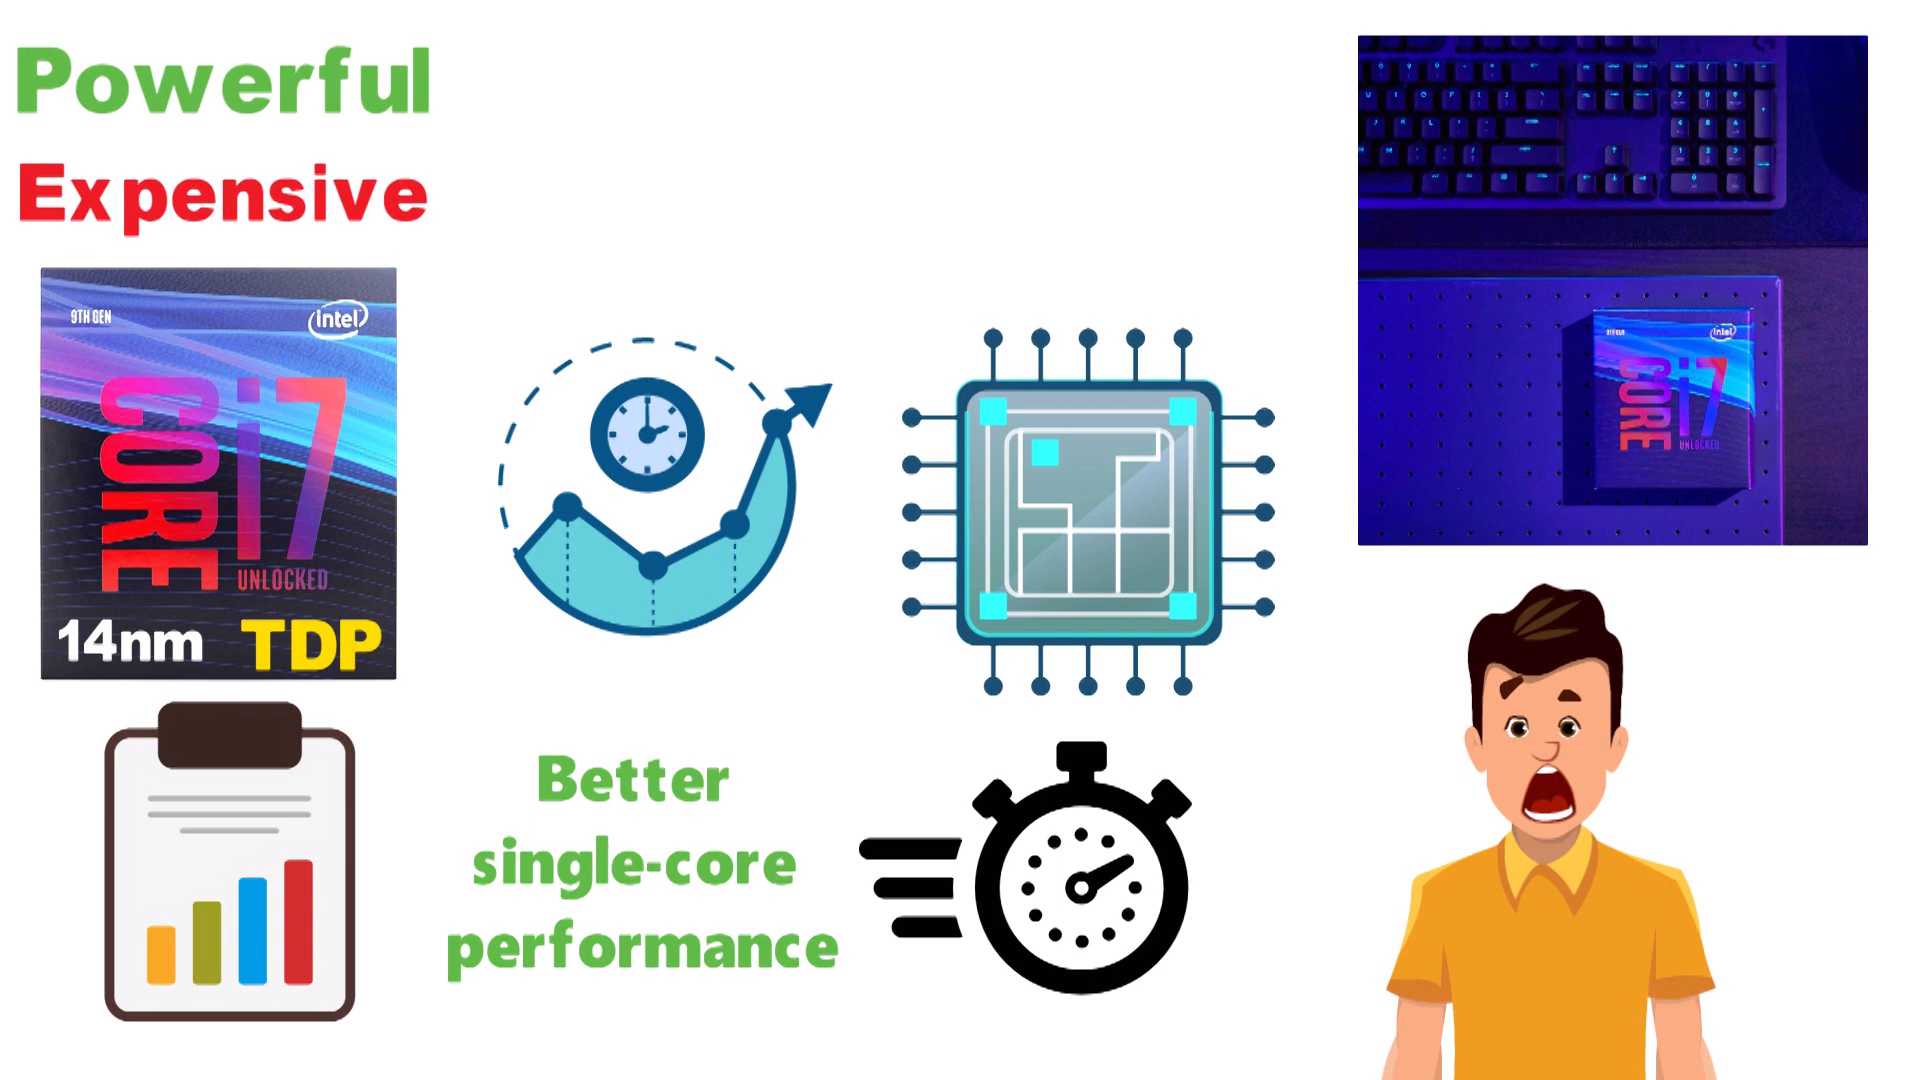 Powerful
Expensive
9TH GEN
intel
CORE i7
UNLOCKED
14nm TDP
Better
single-core
performance
intel
CORE i7
UNLOCKED